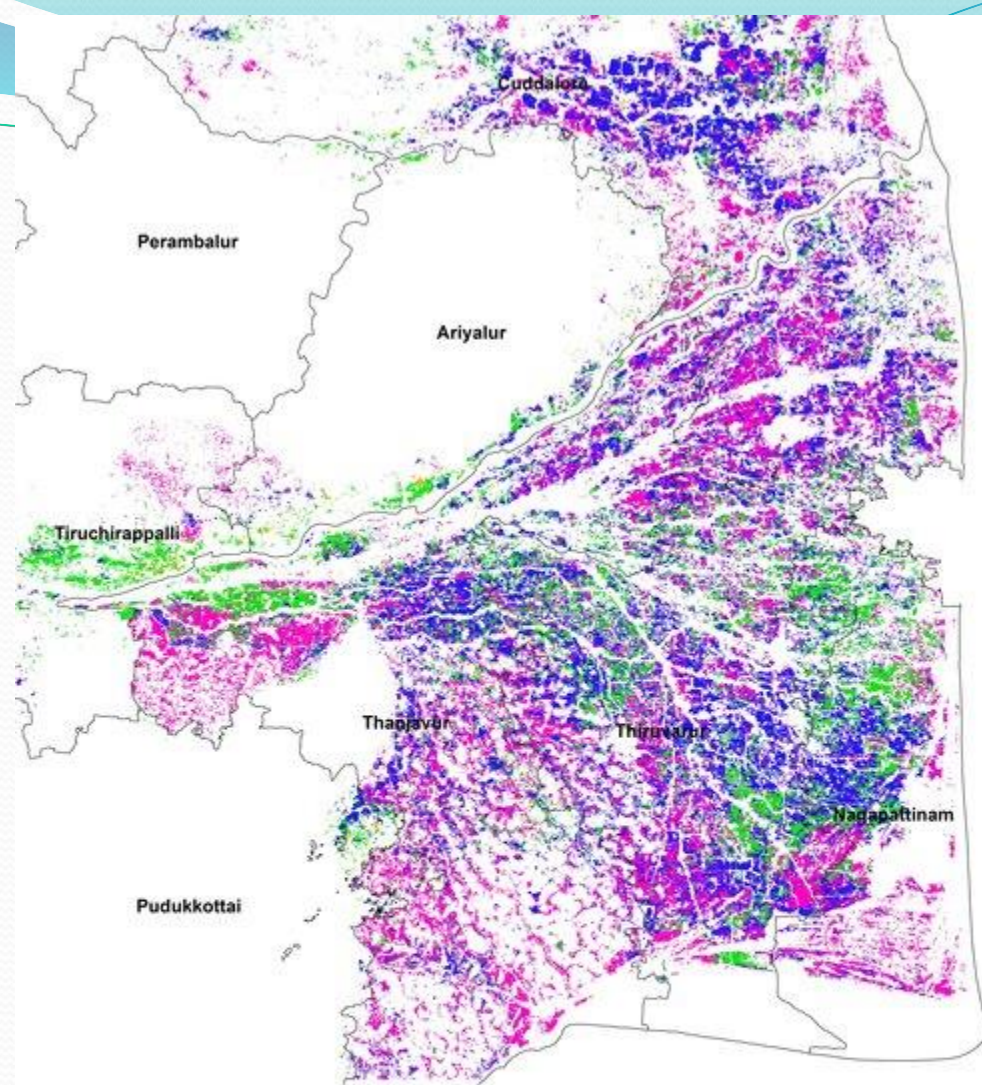 Cuddalore
Perambalur
Ariyalur
Tiruchirappalli
Thanjavur
Thiruvarur
Nagapattinam
Pudukkottai